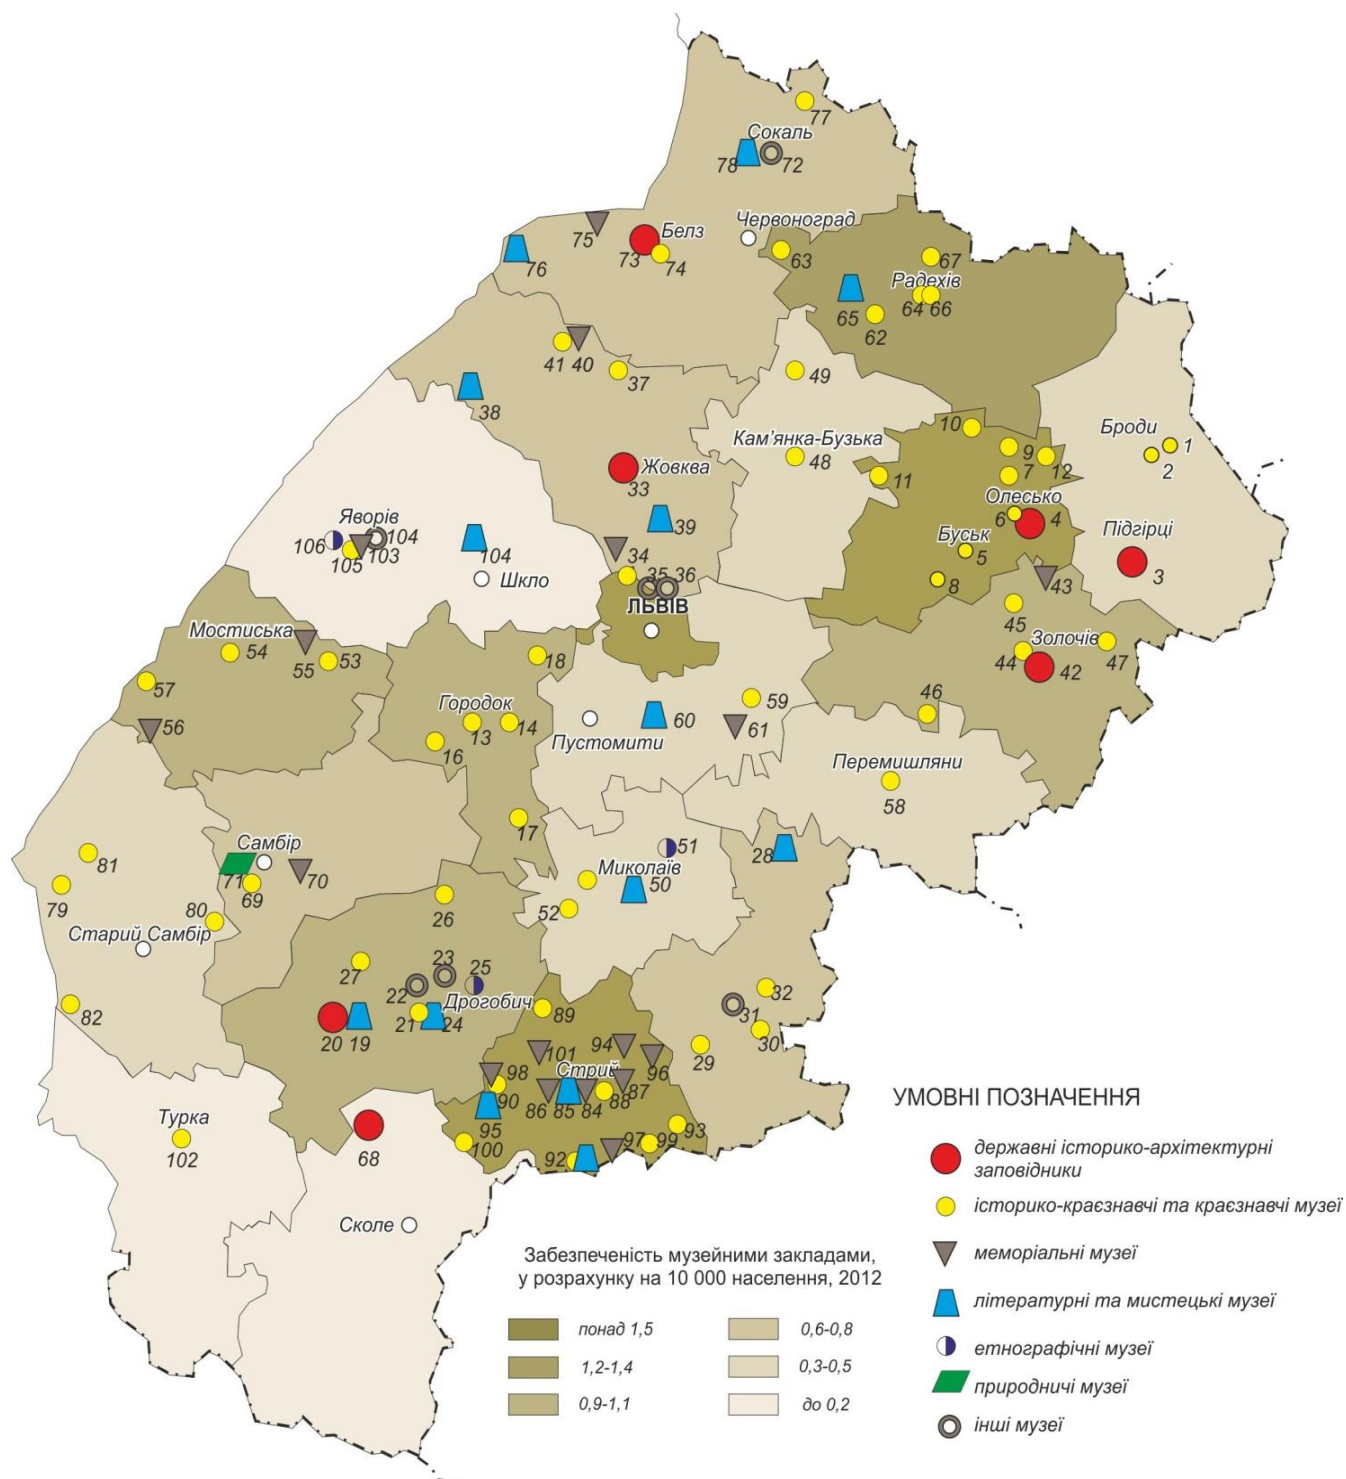 77
Сокаль
78
72
75
Белз
Червоноград
73
74
76
63
67
Радехів
64
66
65
62
41
40
37
49
38
10
Броди
1
2
Кам'янка-Бузька
48
9
12
7
11
Жовква
33
Олесько
6
4
39
Підгірці
3
Яворів
106
104
103
105
104
34
Буськ
5
Шкло
35
36
8
43
ЛЬВІВ
45
Мостиська
54
55
53
18
Золочів
47
44
42
57
56
Городок
13
14
16
59
60
61
46
Пустомити
Перемишляни
58
17
81
79
Самбір
71
69
70
51
28
Миколаїв
50
52
80
26
Старий Самбір
27
23
25
22
Дрогобич
32
31
82
20
19
21
24
89
30
29
101
94
96
Стрий
98
90
86
85
84
88
87
95
100
93
97
99
92
Турка
102
68
Сколе
УМОВНІ ПОЗНАЧЕННЯ
державні історико-архітектурні
заповідники
історико-краєзнавчі та краєзнавчі музеї
меморіальні музеї
літературні та мистецькі музеї
етнографічні музеї
природничі музеї
інші музеї
Забезпеченість музейними закладами,
у розрахунку на 10 000 населення, 2012
понад 1,5
0,6-0,8
1,2-1,4
0,3-0,5
0,9-1,1
до 0,2